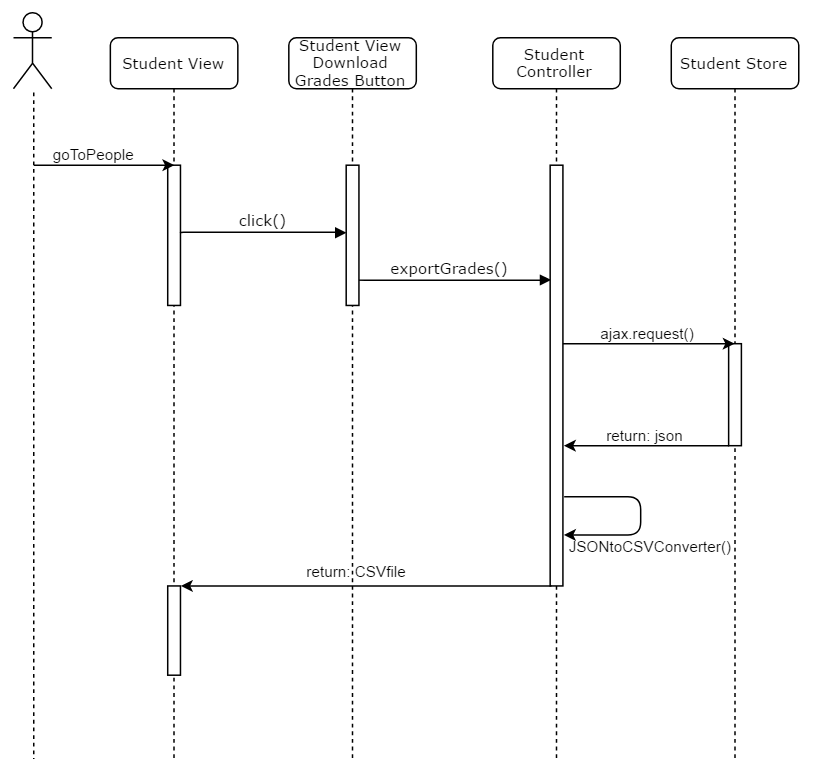 Student View
Student View
Download
Grades Button
Student
Controller
Student Store
goToPeople
click()
exportGrades()
ajax.request()
return: json
JSONtoCSVConverter()
return: CSVfile